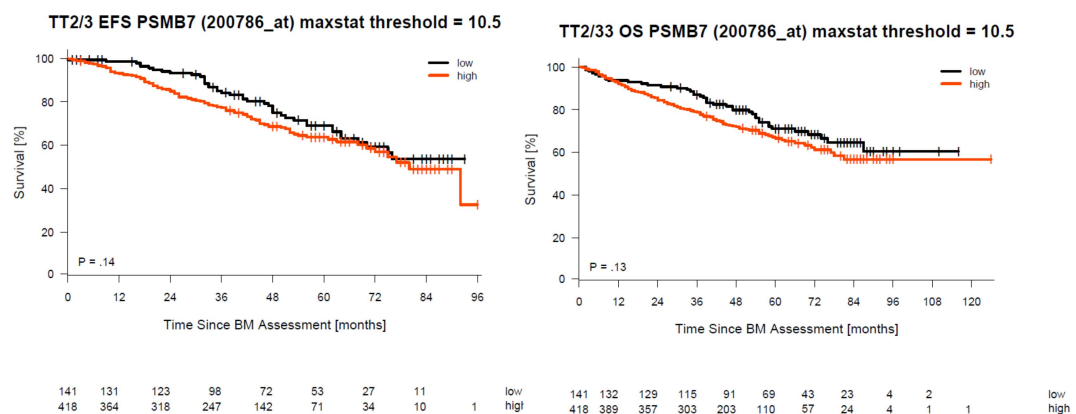 TT2/3 EFS PSMB7 (200786_at) maxstat threshold = 10.5
low
high
100
80
60
40
20
0
Survival [%]
P = .14
0 12 24 36 48 60 72 84 96
Time Since BM Assessment [months]
141 131 123 98 72 53 27 11 low
418 364 318 247 142 71 34 10 1 high
TT2/33 OS PSMB7 (200786_at) maxstat threshold = 10.5
low
high
100
80
60
40
20
0
Survival [%]
P = .13
0 12 24 36 48 60 72 84 96 108 120
Time Since BM Assessment [months]
141 132 129 115 91 69 43 23 4 2 low
418 389 357 303 203 110 57 24 4 1 1 high